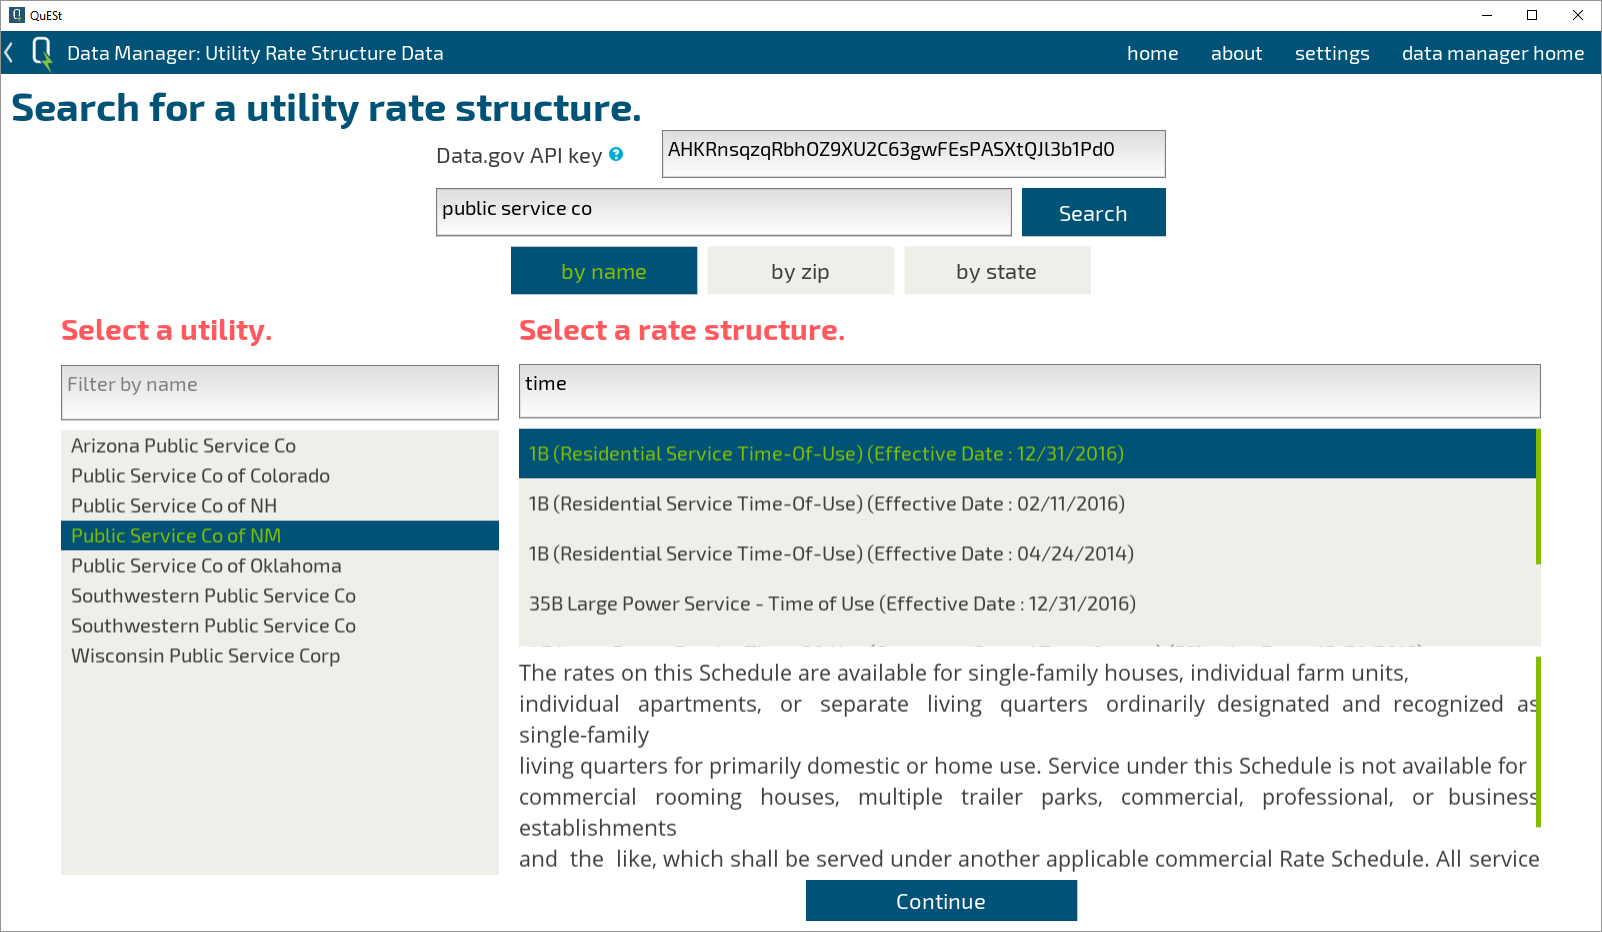 QuESt
Data Manager: Utility Rate Structure Data
home about settings data manager home
Search for a utility rate structure.
Data.gov API key
AHKRnsqzqRbhOZ9XU2C63gwFEsPASXtQJl3b1Pd0
public service co
Search
by name by zip by state
Select a utility.
Filter by name
Arizona Public Service Co
Public Service Co of Colorado
Public Service Co of NH
Public Service Co of NM
Public Service Co of Oklahoma
Southwestern Public Service Co
Southwestern Public Service Co
Wisconsin Public Service Corp
Select a rate structure.
time
1B (Residential Service Time-Of-Use) (Effective Date : 12/31/2016)
1B (Residential Service Time-Of-Use) (Effective Date : 02/11/2016)
1B (Residential Service Time-Of-Use) (Effective Date : 04/24/2014)
35B Large Power Service - Time of Use (Effective Date : 12/31/2016)
The rates on this Schedule are available for single-family houses, individual farm units,
individual apartments, or separate living quarters ordinarily designated and recognized as
single-family
living quarters for primarily domestic or home use. Service under this Schedule is not available for
commercial rooming houses, multiple trailer parks, commercial, professional, or business
establishments
and the like, which shall be served under another applicable commercial Rate Schedule. All service
Continue